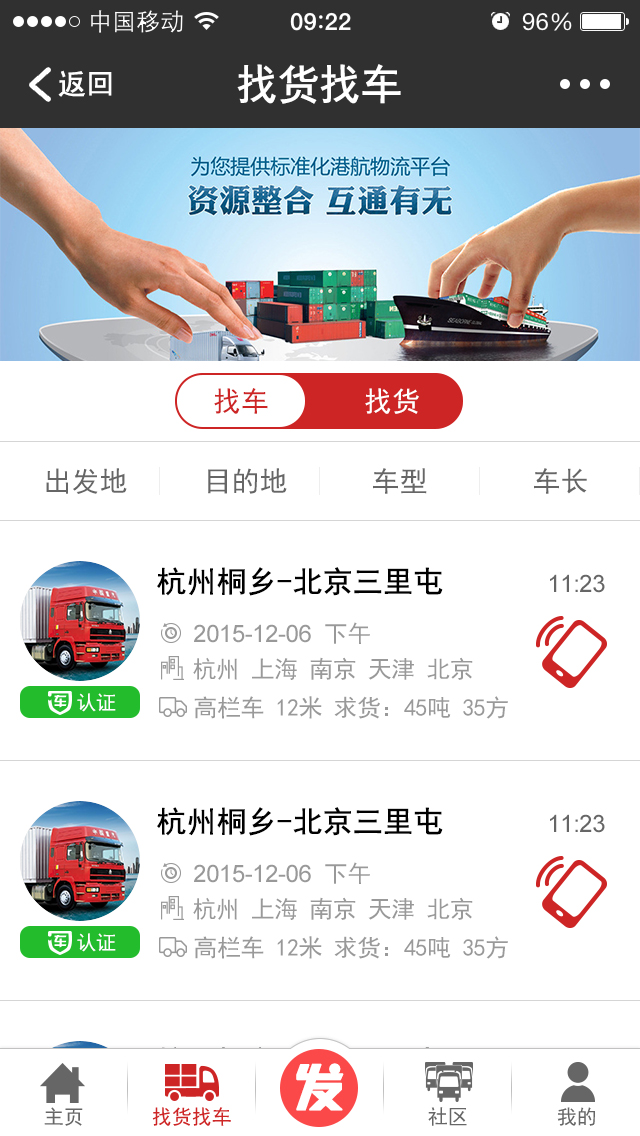 中国移动 09:22 96%
返回 找货找车
为您提供标准化港航物流平台
资源整合 互通有无
找车 找货
出发地 目的地 车型 车长
杭州桐乡-北京三里屯 11:23
2015-12-06 下午
杭州 上海 南京 天津 北京
车 认证
高栏车 12米 求货：45吨 35方
杭州桐乡-北京三里屯 11:23
2015-12-06 下午
杭州 上海 南京 天津 北京
车 认证
高栏车 12米 求货：45吨 35方
主页 找货找车 发 社区 我的